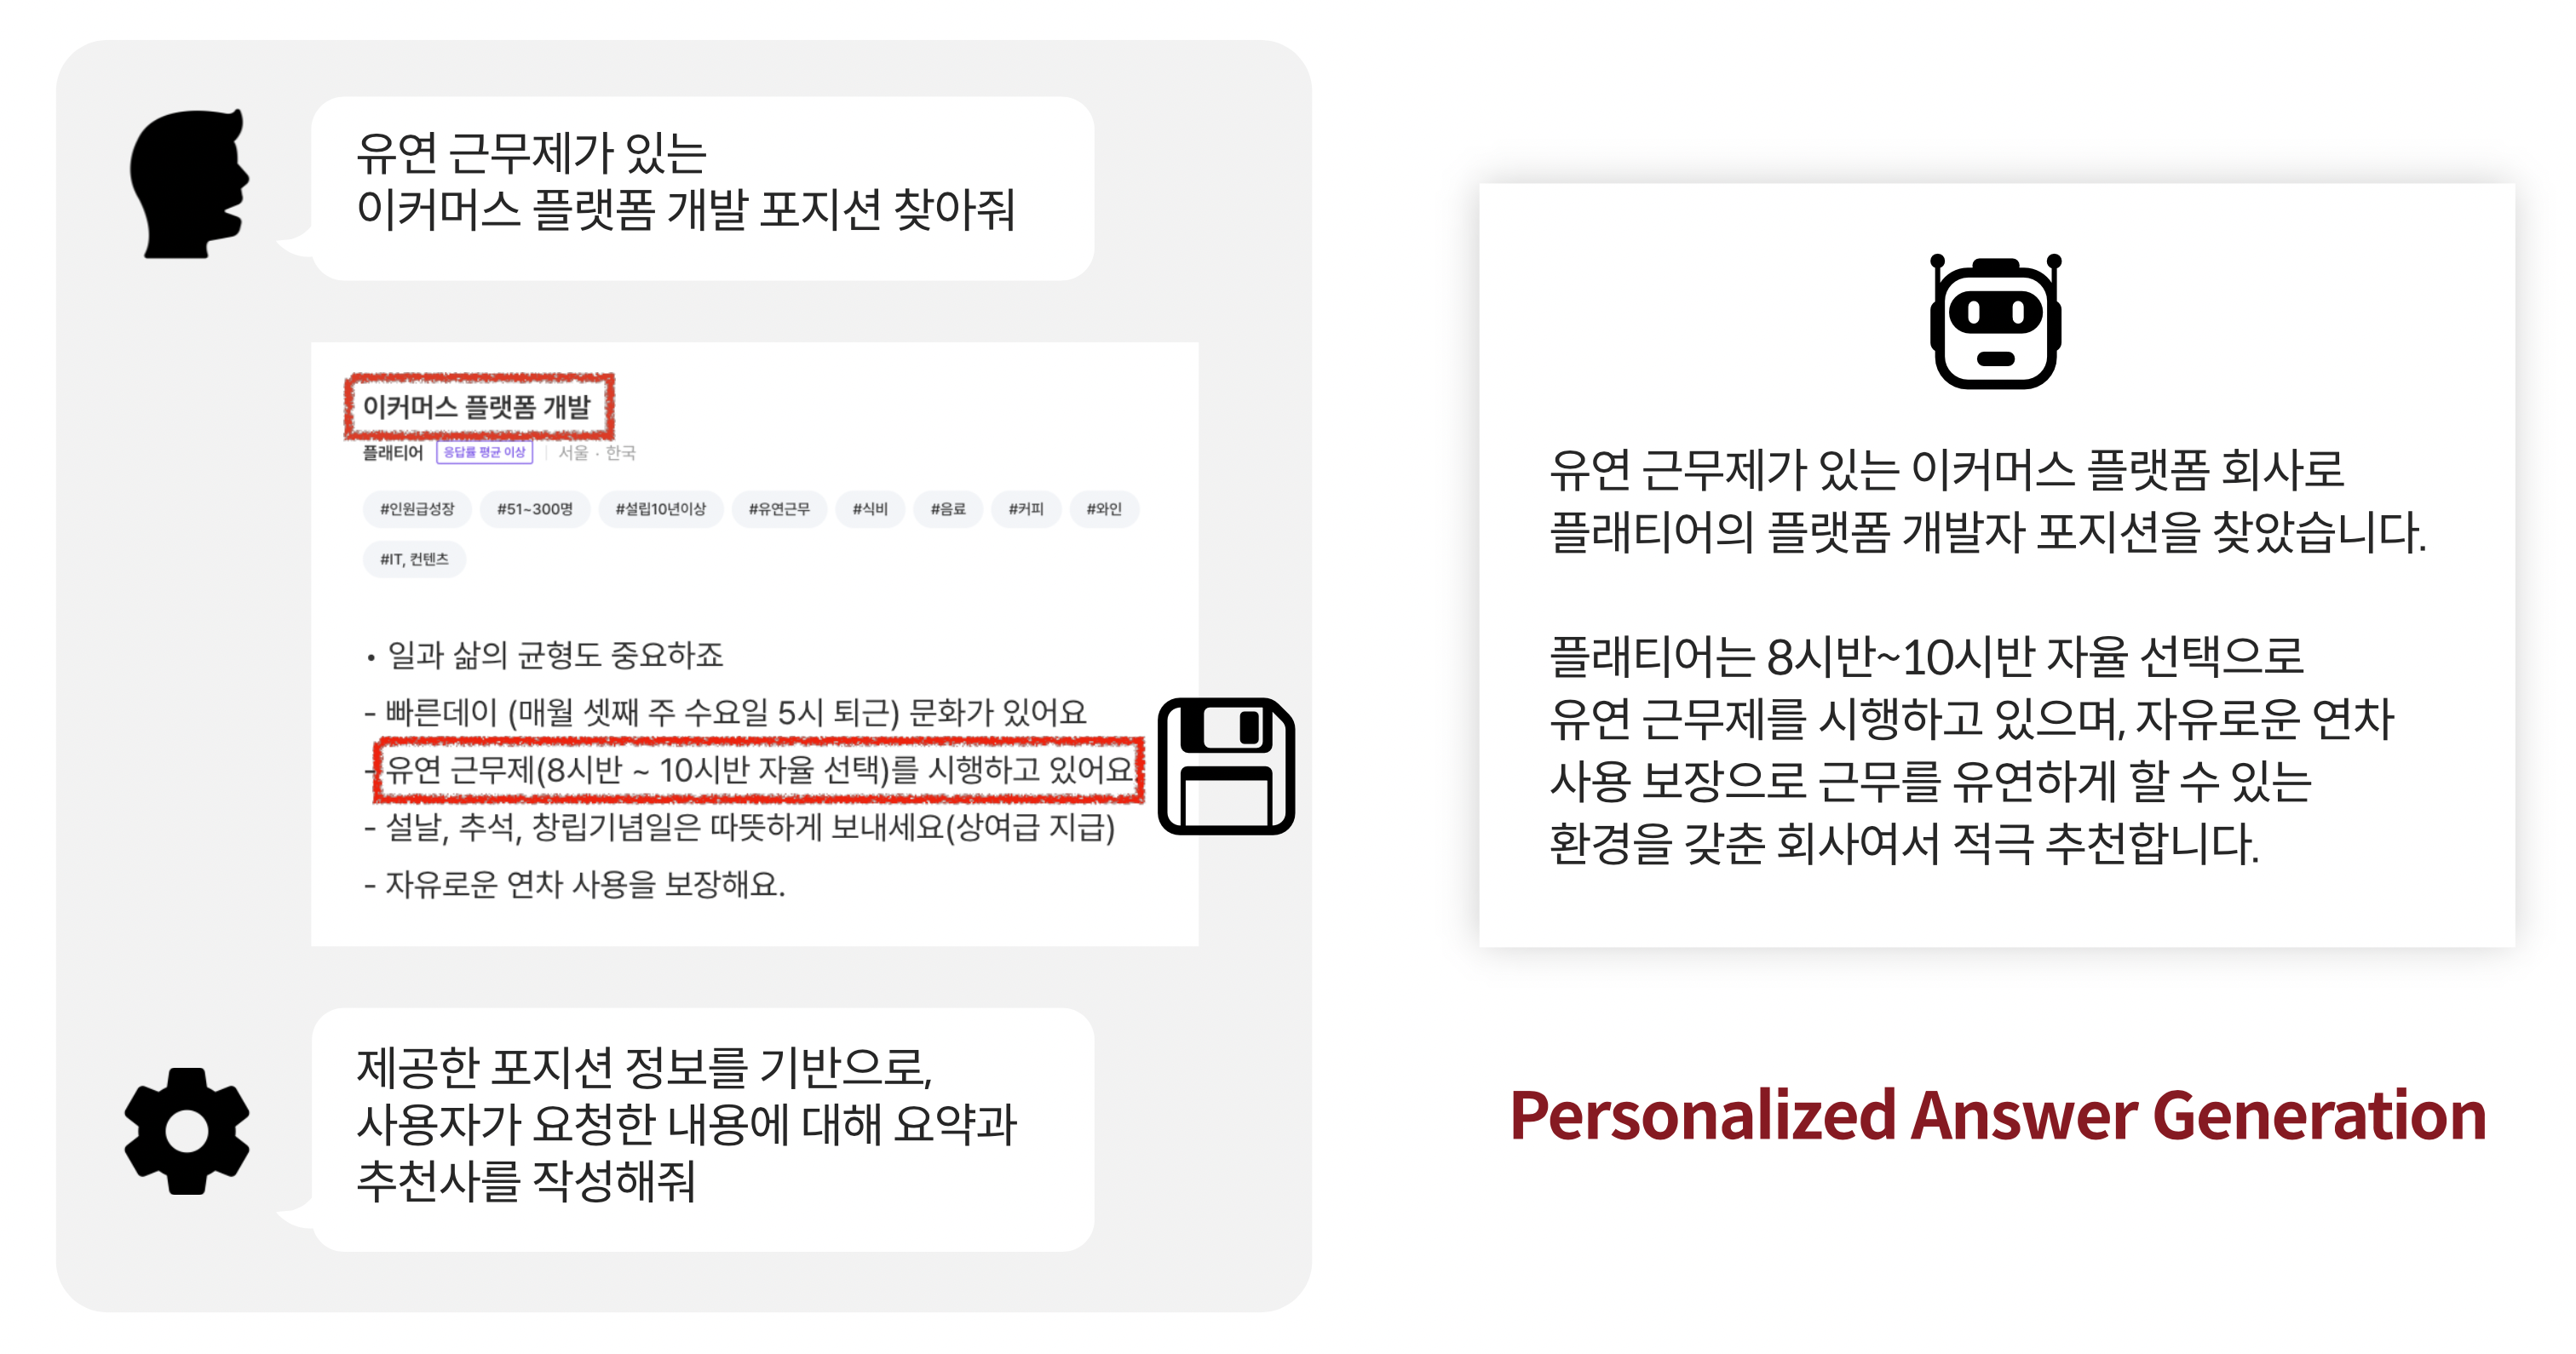 유연 근무제가 있는
이커머스 플랫폼 개발 포지션 찾아줘
이커머스 플랫폼 개발
플래티어 응답률 평균 이상 서울 · 한국
#인원급성장 #51~300명 #설립10년이상 #유연근무 #식비 #음료 #커피 #와인
#IT, 컨텐츠
• 일과 삶의 균형도 중요하죠
- 빠른데이 (매월 셋째 주 수요일 5시 퇴근) 문화가 있어요
- 유연 근무제(8시반 ~ 10시반 자율 선택)를 시행하고 있어요.
- 설날, 추석, 창립기념일은 따뜻하게 보내세요(상여급 지급)
- 자유로운 연차 사용을 보장해요.
제공한 포지션 정보를 기반으로,
사용자가 요청한 내용에 대해 요약과
추천사를 작성해줘
유연 근무제가 있는 이커머스 플랫폼 회사로
플래티어의 플랫폼 개발자 포지션을 찾았습니다.
플래티어는 8시반~10시반 자율 선택으로
유연 근무제를 시행하고 있으며, 자유로운 연차
사용 보장으로 근무를 유연하게 할 수 있는
환경을 갖춘 회사여서 적극 추천합니다.
Personalized Answer Generation